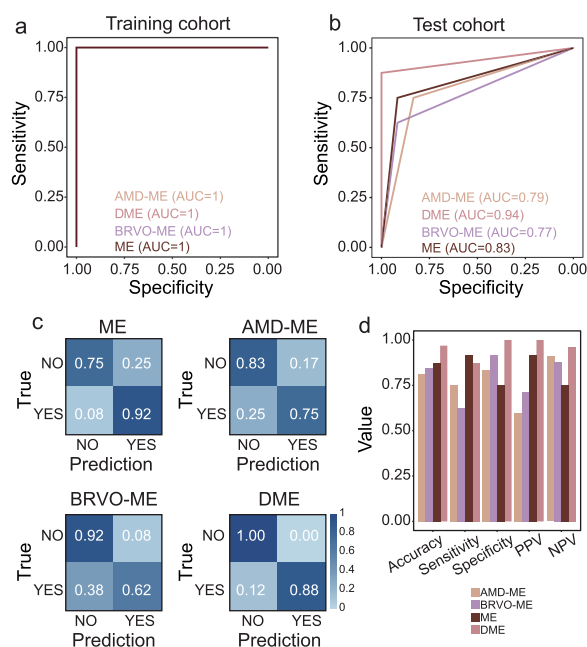 a
Training cohort
1.00
0.75
0.50
0.25
0.00
Sensitivity
AMD-ME (AUC=1)
DME (AUC=1)
BRVO-ME (AUC=1)
ME (AUC=1)
1.00 0.75 0.50 0.25 0.00
Specificity
b
Test cohort
1.00
0.75
0.50
0.25
0.00
Sensitivity
AMD-ME (AUC=0.79)
DME (AUC=0.94)
BRVO-ME (AUC=0.77)
ME (AUC=0.83)
1.00 0.75 0.50 0.25 0.00
Specificity
c
ME
True
NO 0.75 0.25
YES 0.08 0.92
NO YES
Prediction
AMD-ME
True
NO 0.83 0.17
YES 0.25 0.75
NO YES
Prediction
BRVO-ME
True
NO 0.92 0.08
YES 0.38 0.62
NO YES
Prediction
DME
True
NO 1.00 0.00
YES 0.12 0.88
NO YES
Prediction
1
0.8
0.6
0.4
0.2
0
d
1.00
0.75
0.50
0.25
0.00
Value
Accuracy
Sensitivity
Specificity
PPV
NPV
AMD-ME
BRVO-ME
ME
DME